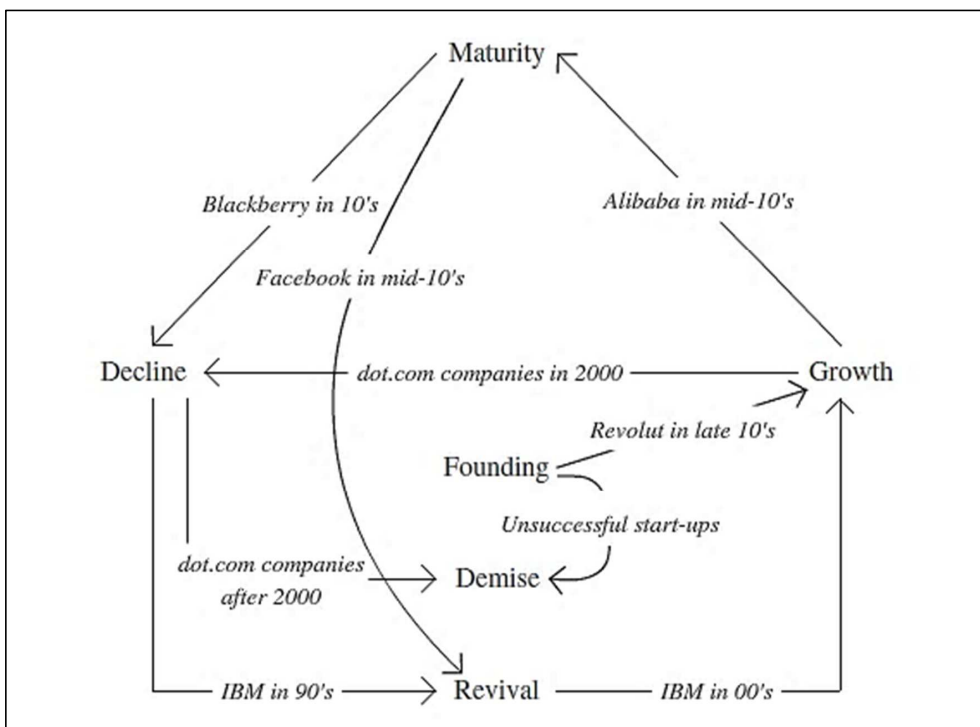 Maturity
Blackberry in 10's
Alibaba in mid-10's
Facebook in mid-10's
Decline
dot.com companies in 2000
Growth
Revolut in late 10's
Founding
Unsuccessful start-ups
dot.com companies
after 2000
Demise
IBM in 90's
Revival
IBM in 00's